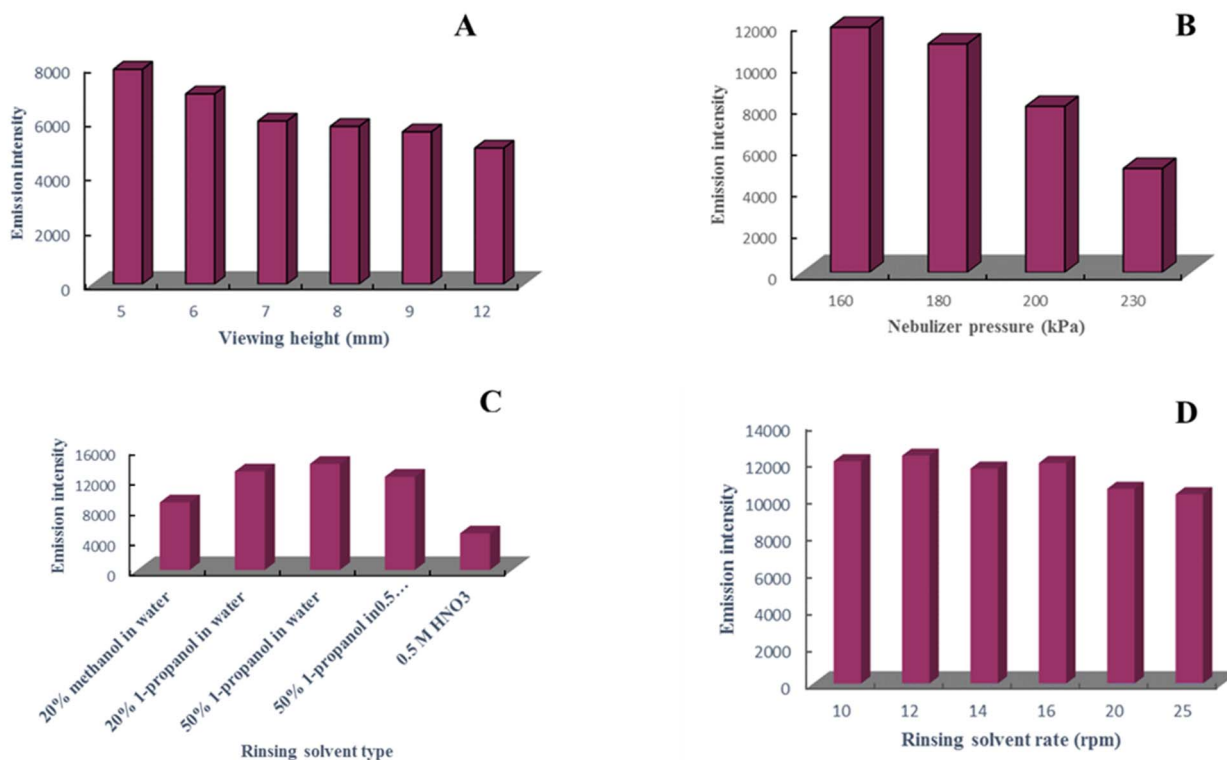 A
Emission intensity
8000
6000
4000
2000
0
5 6 7 8 9 12
Viewing height (mm)
B
Emission intensity
12000
10000
8000
6000
4000
2000
0
160 180 200 230
Nebulizer pressure (kPa)
C
Emission intensity
16000
12000
8000
4000
0
20% methanol in water
20% 1-propanol in water
50% 1-propanol in water
50% 1-propanol in0.5…
0.5 M HNO3
Rinsing solvent type
D
Emission intensity
14000
12000
10000
8000
6000
4000
2000
0
10 12 14 16 20 25
Rinsing solvent rate (rpm)